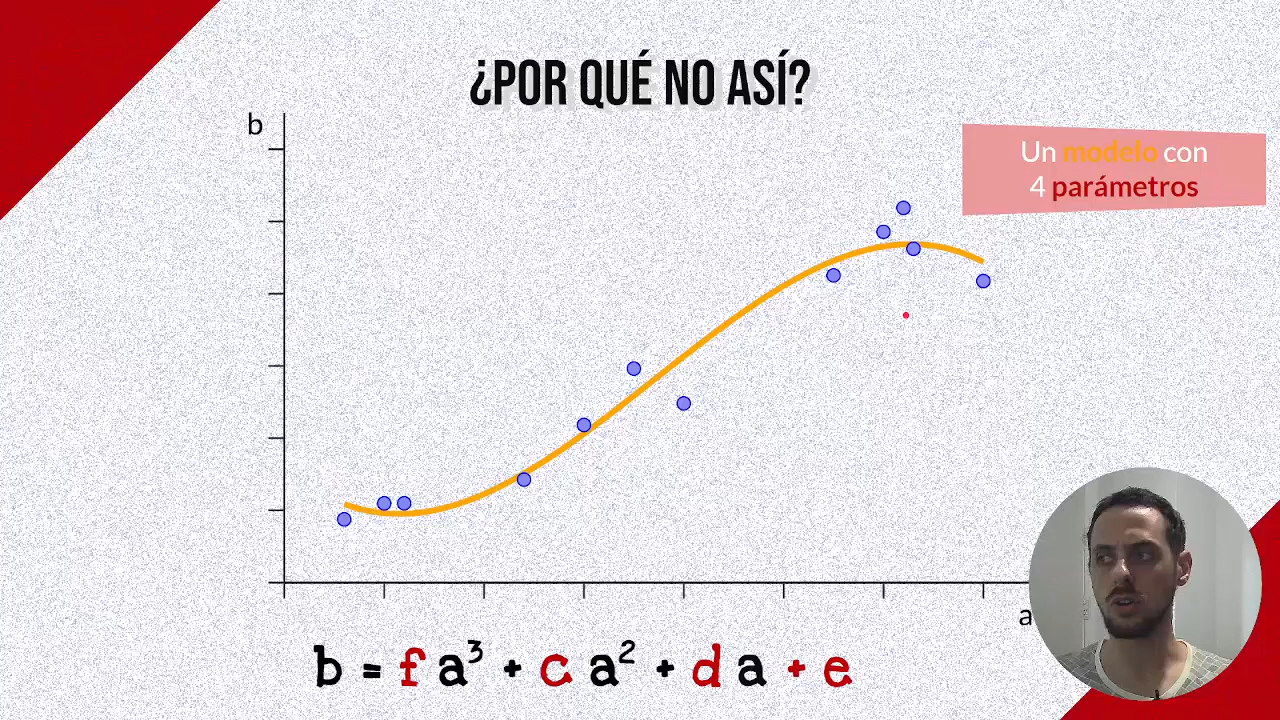 ¿POR QUÉ NO ASÍ?
b
Un modelo con
4 parámetros
a
b = f a³ + c a² + d a + e